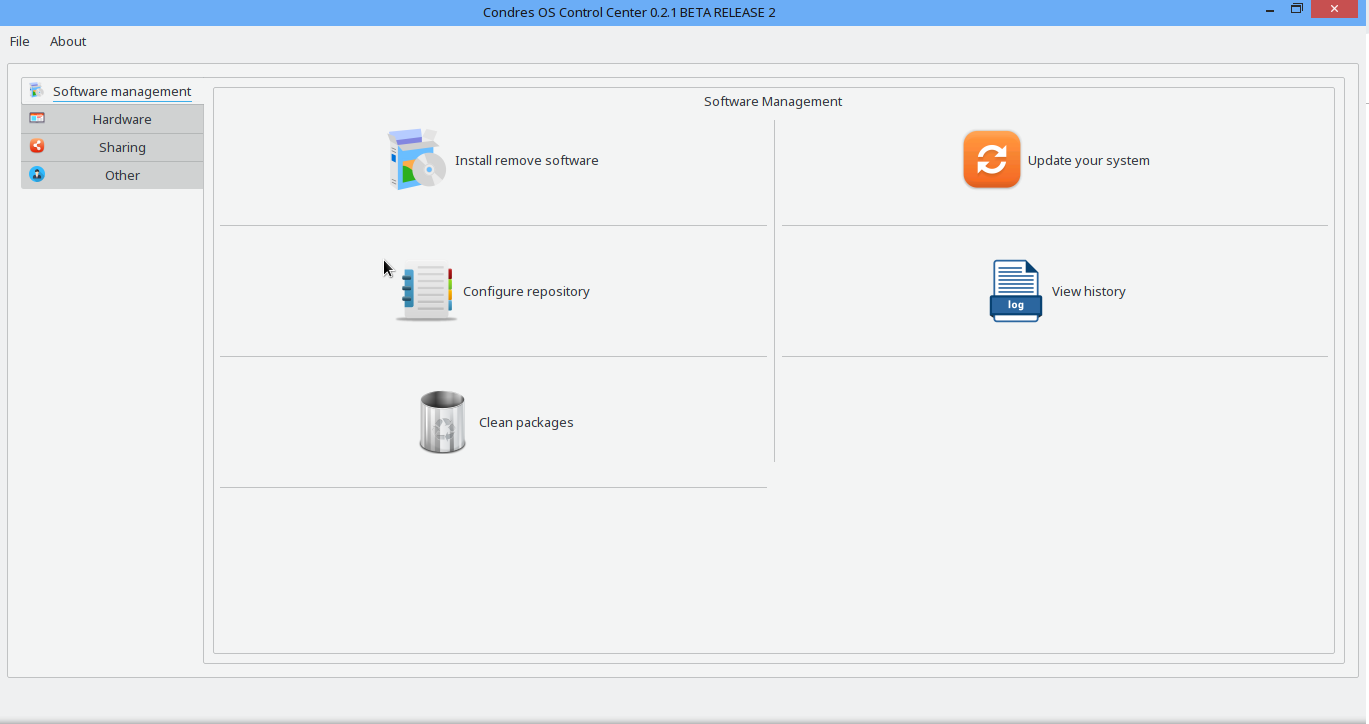 Condres OS Control Center 0.2.1 BETA RELEASE 2
File About
Software management
Hardware
Sharing
Other
Software Management
Install remove software
Update your system
Configure repository
log
View history
Clean packages